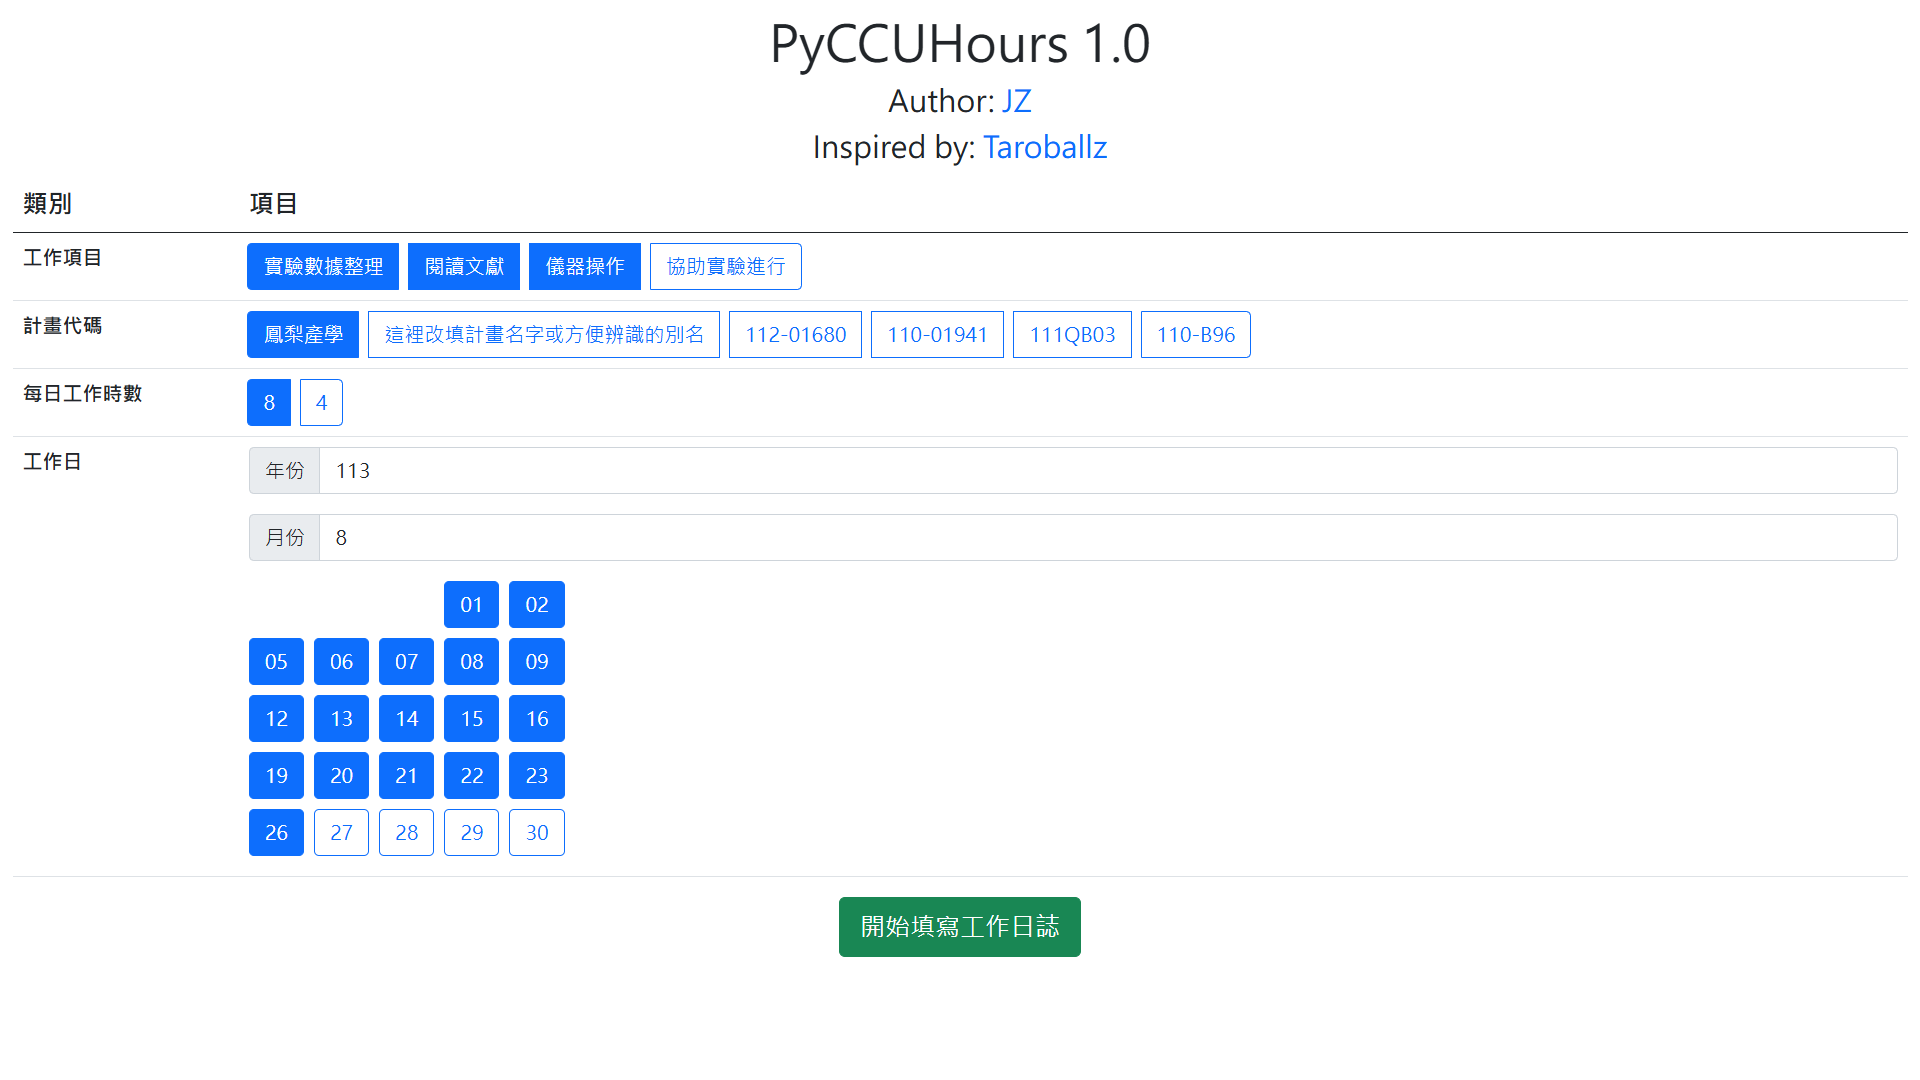 PyCCUHours 1.0
Author: JZ
Inspired by: Taroballz
類別 項目
工作項目 實驗數據整理 閱讀文獻 儀器操作 協助實驗進行
計畫代碼 鳳梨產學 這裡改填計畫名字或方便辨識的別名 112-01680 110-01941 111QB03 110-B96
每日工作時數 8 4
工作日 年份 113
月份 8
01 02
05 06 07 08 09
12 13 14 15 16
19 20 21 22 23
26 27 28 29 30
開始填寫工作日誌